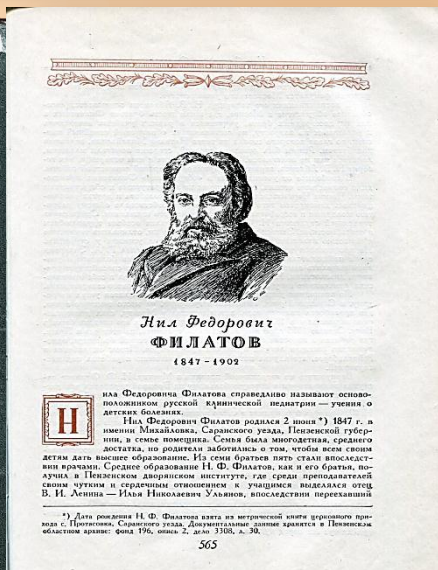 Нил Федорович
ФИЛАТОВ
1847 - 1902
Нила Федоровича Филатова справедливо называют осново-
положником русской клинической педиатрии — учения о
детских болезнях.
Нил Федорович Филатов родился 2 июня *) 1847 г. в
имении Михайловка, Саранского уезда, Пензенской губер-
нии, в семье помещика. Семья была многодетная, среднего
достатка, но родители заботились о том, чтобы всем своим
детям дать высшее образование. Из семи братьев пять стали впоследст-
вии врачами. Среднее образование Н. Ф. Филатов, как и его братья, по-
лучил в Пензенском дворянском институте, где среди преподавателей
своим чутким и сердечным отношением к учащимся выделялся отец
В. И. Ленина — Илья Николаевич Ульянов, впоследствии переехавший
*) Дата рождения Н. Ф. Филатова взята из метрической книги церковного при-
хода с. Протасовка, Саранского уезда. Документальные данные хранятся в Пензенском
областном архиве: фонд 196, опись 2, дело 3308, л. 30.
565